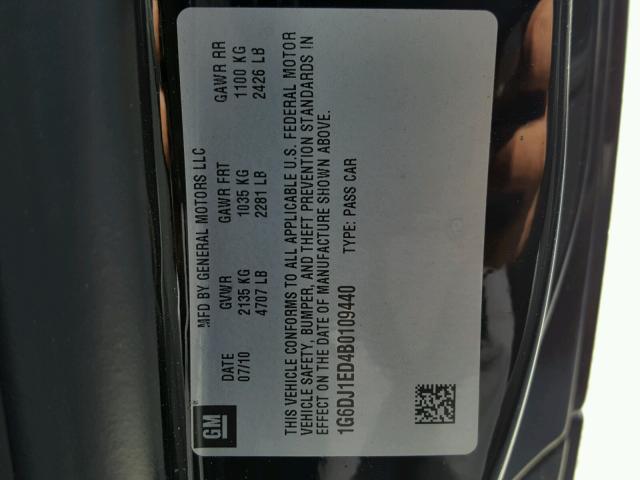 MFD BY GENERAL MOTORS LLC
DATE GVWR GAWR FRT GAWR RR
07/10 2135 KG 1035 KG 1100 KG
4707 LB 2281 LB 2426 LB
THIS VEHICLE CONFORMS TO ALL APPLICABLE U.S. FEDERAL MOTOR
VEHICLE SAFETY, BUMPER, AND THEFT PREVENTION STANDARDS IN
EFFECT ON THE DATE OF MANUFACTURE SHOWN ABOVE.
1G6DJ1ED4B0109440 TYPE: PASS CAR
GM